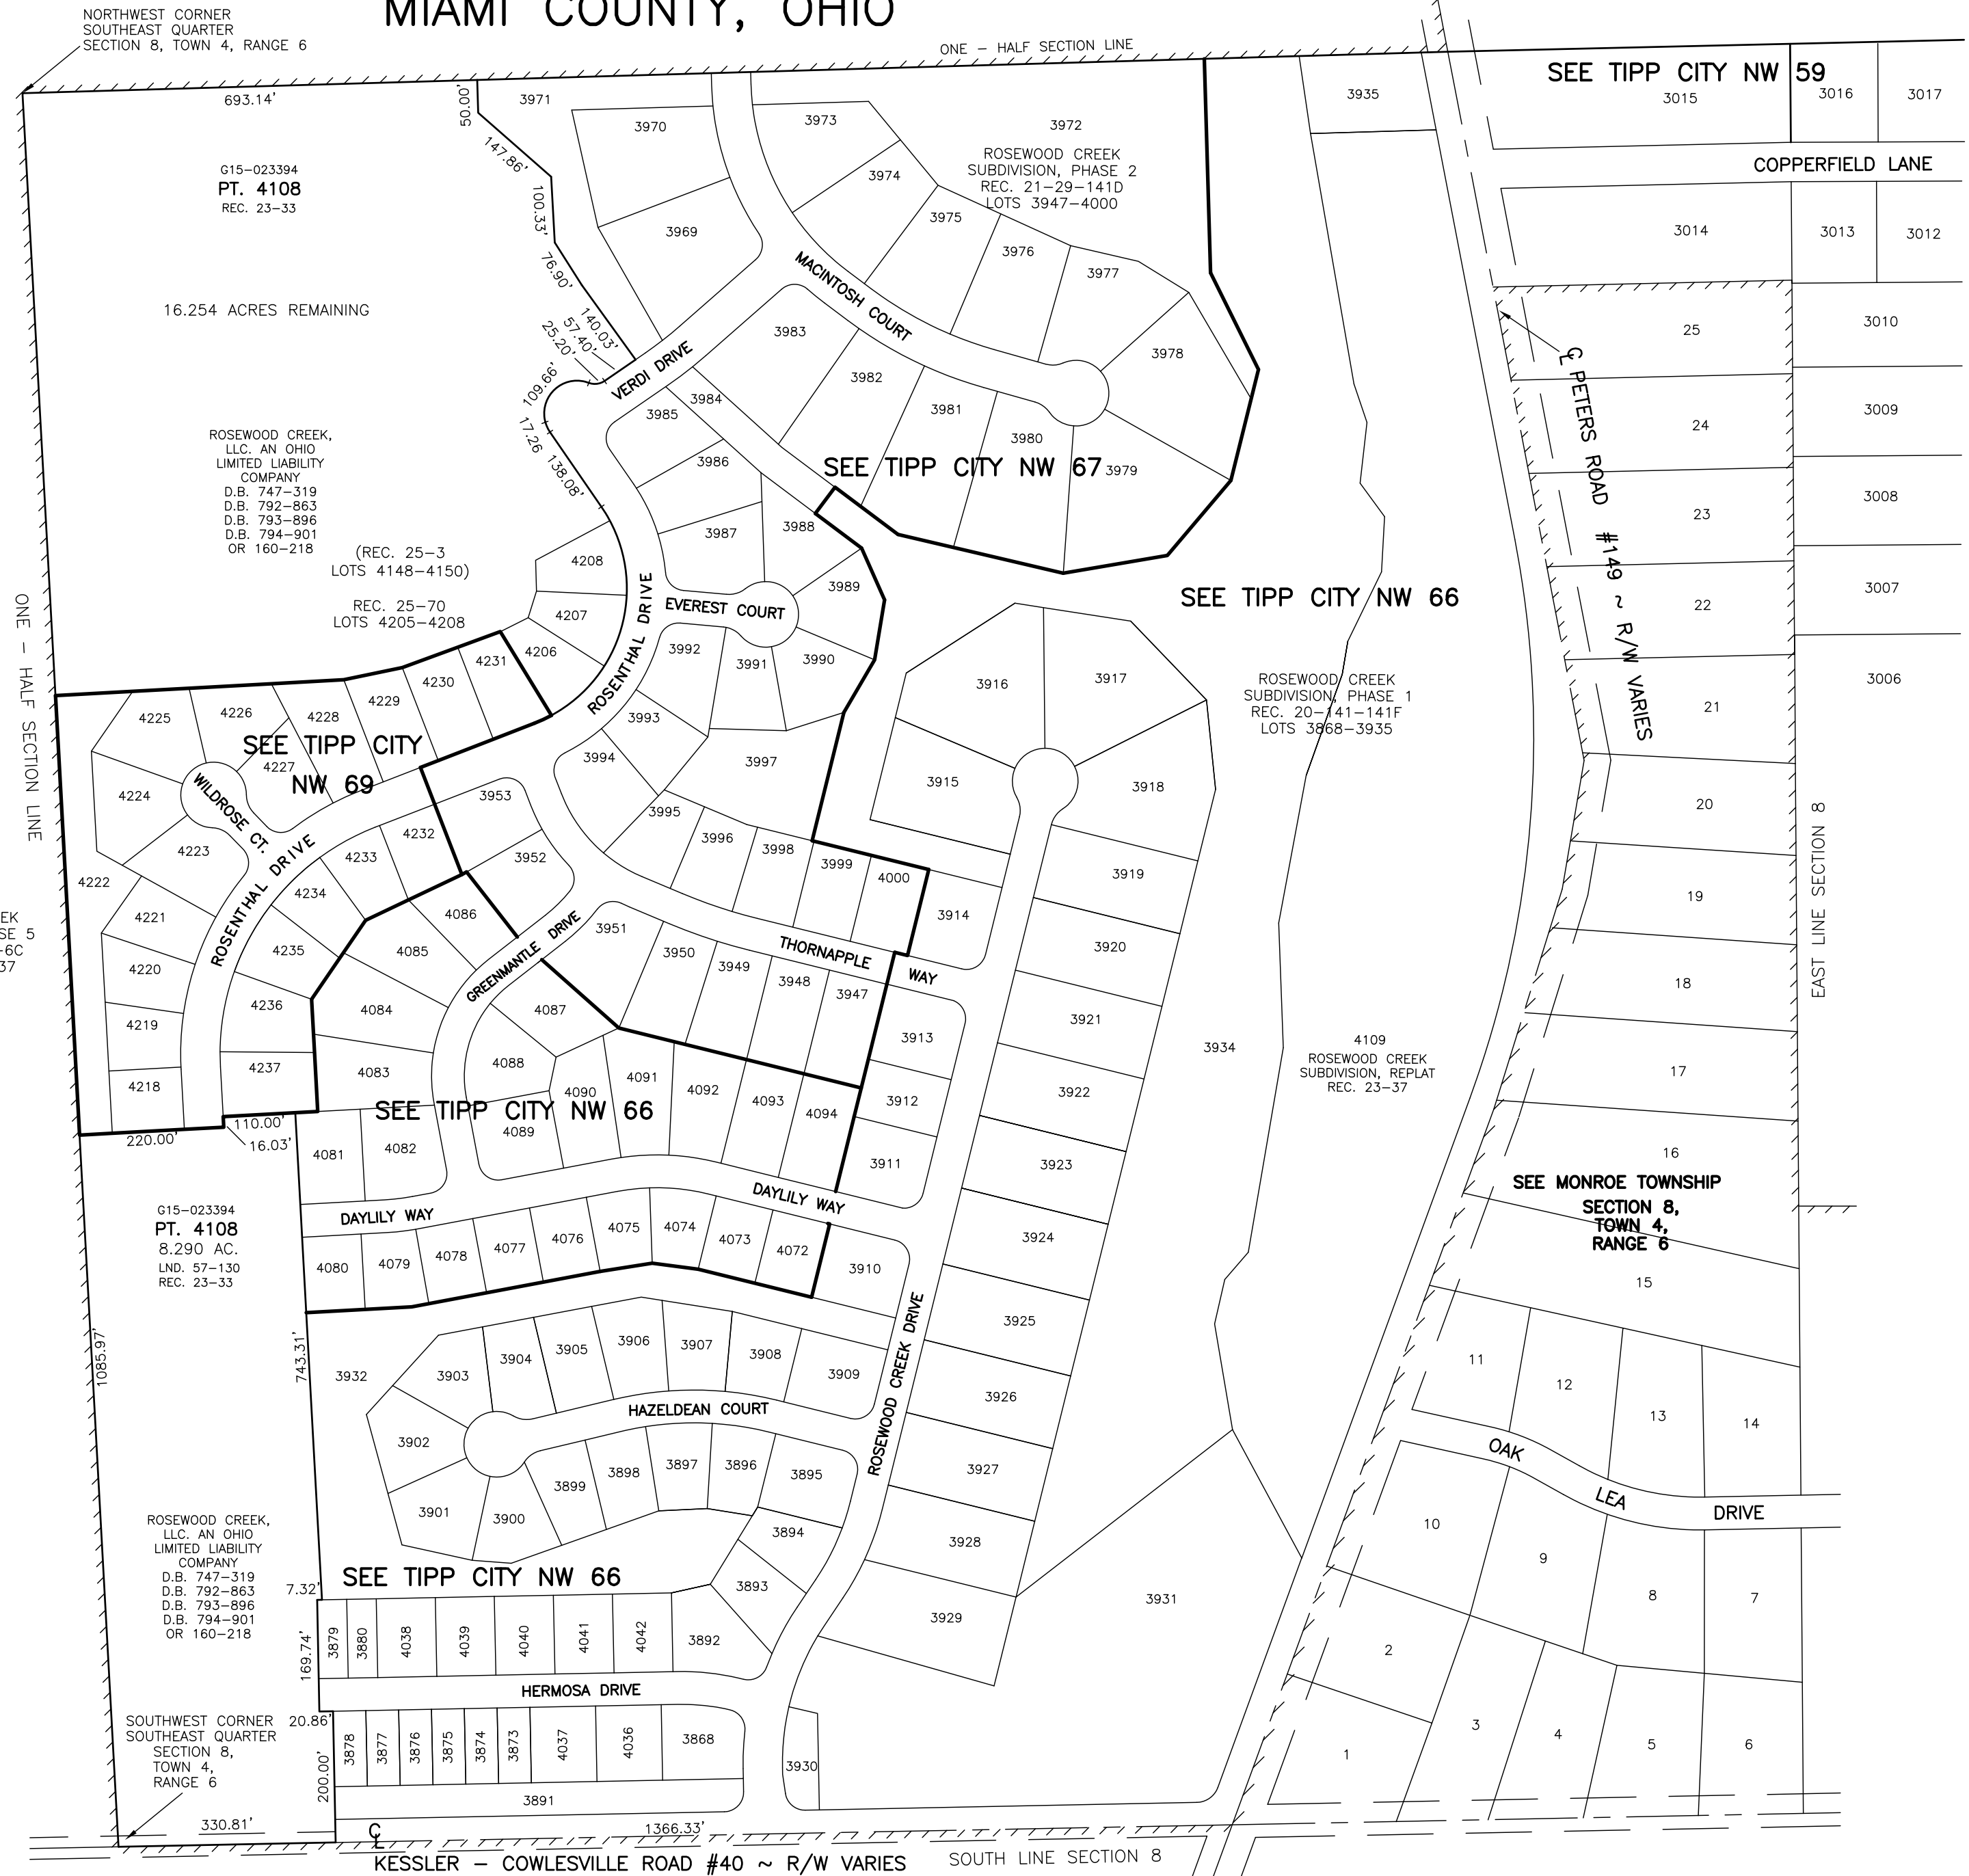 MIAMI COUNTY, OHIO
NORTHWEST CORNER
SOUTHEAST QUARTER
SECTION 8, TOWN 4, RANGE 6
ONE - HALF SECTION LINE
693.14'
50.00'
147.86'
100.33'
76.90'
140.03'
57.40'
25.20'
109.66'
17.26
138.08'
G15-023394
PT. 4108
REC. 23-33
16.254 ACRES REMAINING
ROSEWOOD CREEK,
LLC. AN OHIO
LIMITED LIABILITY
COMPANY
D.B. 747-319
D.B. 792-863
D.B. 793-896
D.B. 794-901
OR 160-218
(REC. 25-3
LOTS 4148-4150)
REC. 25-70
LOTS 4205-4208
ONE - HALF SECTION LINE
3971
3970
3969
3973
3974
3975
3976
3977
3978
3972
ROSEWOOD CREEK
SUBDIVISION, PHASE 2
REC. 21-29-141D
LOTS 3947-4000
MACINTOSH COURT
VERDI DRIVE
3983
3982
3981
3980
3979
3984
3985
3986
3987
3988
3989
3990
3991
3992
3993
3994
3995
3996
3997
3998
3999
4000
SEE TIPP CITY NW 67
EVEREST COURT
ROSENTHAL DRIVE
4208
4207
4206
4231
4230
4229
4228
4227
4226
4225
4224
4223
4222
4221
4220
4219
4218
SEE TIPP CITY
NW 69
WILDROSE CT.
ROSENTHAL DRIVE
4232
4233
4234
4235
4236
4237
EK
SE 5
-6C
37
3953
3952
3951
3950
3949
3948
3947
GREENMANTLE DRIVE
THORNAPPLE
WAY
4086
4085
4084
4083
4082
4081
4087
4088
4089
4090
4091
4092
4093
4094
SEE TIPP CITY NW 66
220.00'
110.00'
16.03'
DAYLILY WAY
DAYLILY WAY
4080
4079
4078
4077
4076
4075
4074
4073
4072
G15-023394
PT. 4108
8.290 AC.
LND. 57-130
REC. 23-33
1085.97'
743.31'
3932
3903
3904
3905
3906
3907
3908
3909
3910
3911
3912
3913
3914
3915
3916
3917
3918
3919
3920
3921
3922
3923
3924
3925
3926
3927
3928
3929
HAZELDEAN COURT
ROSEWOOD CREEK DRIVE
3902
3901
3900
3899
3898
3897
3896
3895
3894
3893
3892
SEE TIPP CITY NW 66
ROSEWOOD CREEK,
LLC. AN OHIO
LIMITED LIABILITY
COMPANY
D.B. 747-319
D.B. 792-863
D.B. 793-896
D.B. 794-901
OR 160-218
7.32'
169.74'
3879
3880
4038
4039
4040
4041
4042
HERMOSA DRIVE
20.86'
200.00'
3878
3877
3876
3875
3874
3873
4037
4036
3868
3891
3930
3931
SOUTHWEST CORNER
SOUTHEAST QUARTER
SECTION 8,
TOWN 4,
RANGE 6
330.81'
1366.33'
KESSLER - COWLESVILLE ROAD #40 ~ R/W VARIES
SOUTH LINE SECTION 8
SEE TIPP CITY NW 66
ROSEWOOD CREEK
SUBDIVISION, PHASE 1
REC. 20-141-141F
LOTS 3868-3935
3934
3935
4109
ROSEWOOD CREEK
SUBDIVISION, REPLAT
REC. 23-37
SEE TIPP CITY NW 59
3015
3016
3017
COPPERFIELD LANE
3014
3013
3012
3010
3009
3008
3007
3006
℄ PETERS ROAD #149 ~ R/W VARIES
25
24
23
22
21
20
19
18
17
16
15
EAST LINE SECTION 8
SEE MONROE TOWNSHIP
SECTION 8,
TOWN 4,
RANGE 6
11
12
13
14
OAK
LEA
DRIVE
10
9
8
7
2
1
3
4
5
6
℄